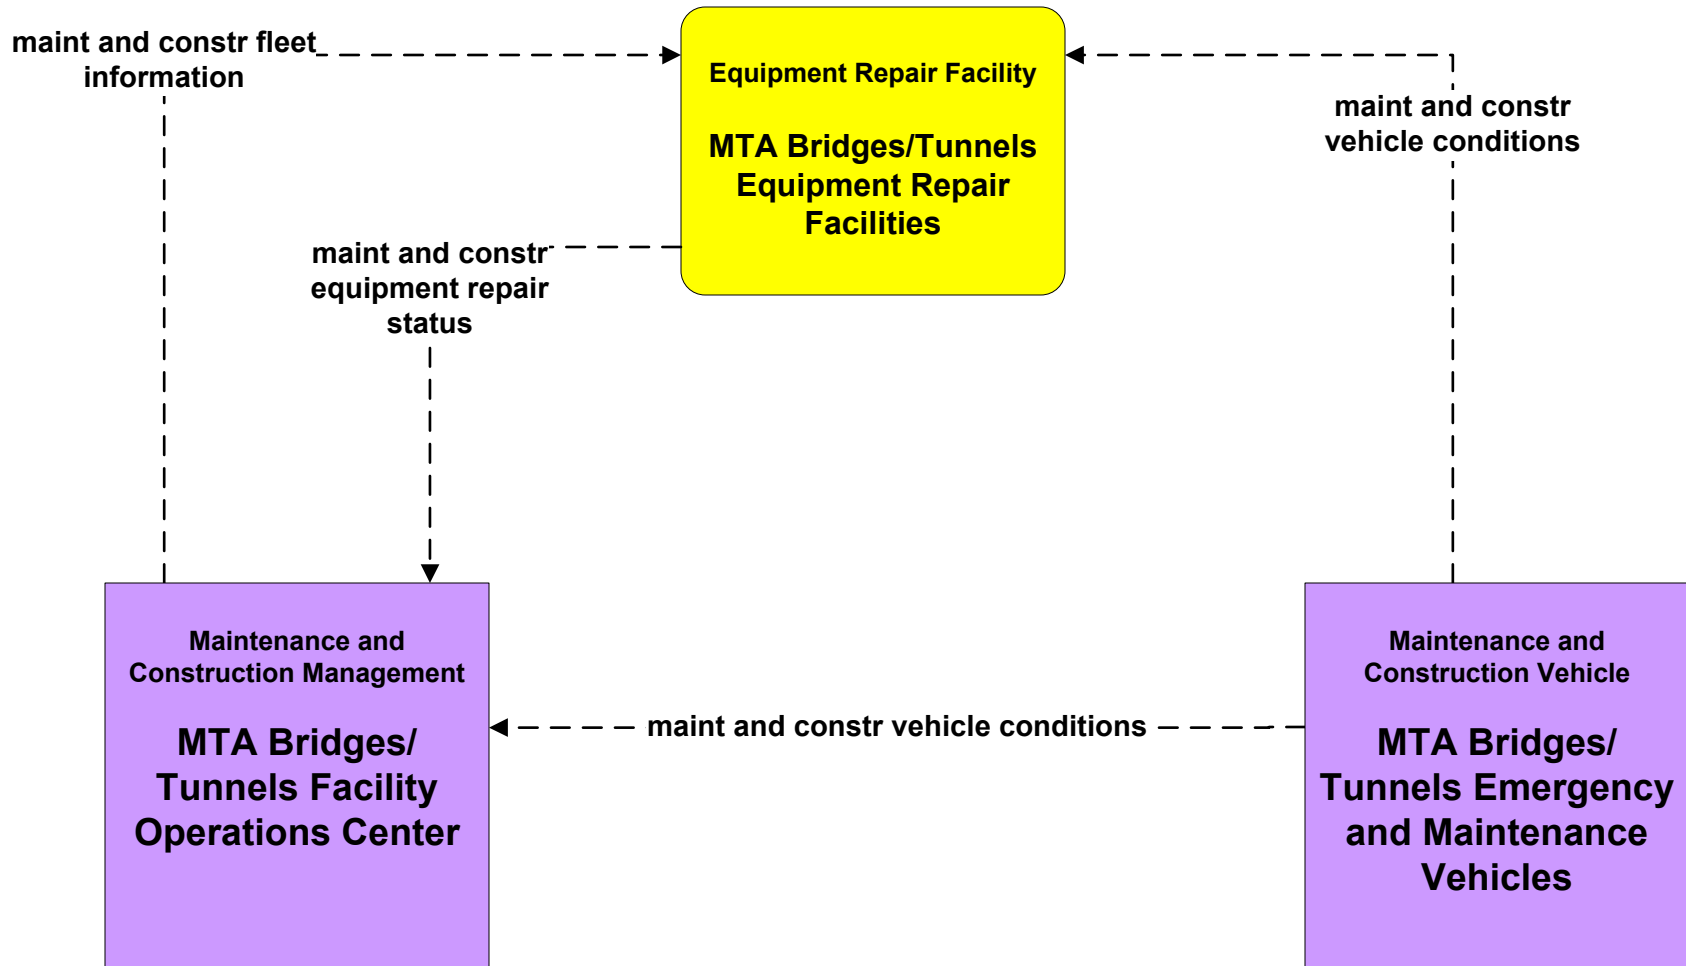 maint and constr fleet
information
Equipment Repair Facility
MTA Bridges/Tunnels
Equipment Repair
Facilities
maint and constr
vehicle conditions
maint and constr
equipment repair
status
Maintenance and
Construction Management
MTA Bridges/
Tunnels Facility
Operations Center
maint and constr vehicle conditions
Maintenance and
Construction Vehicle
MTA Bridges/
Tunnels Emergency
and Maintenance
Vehicles